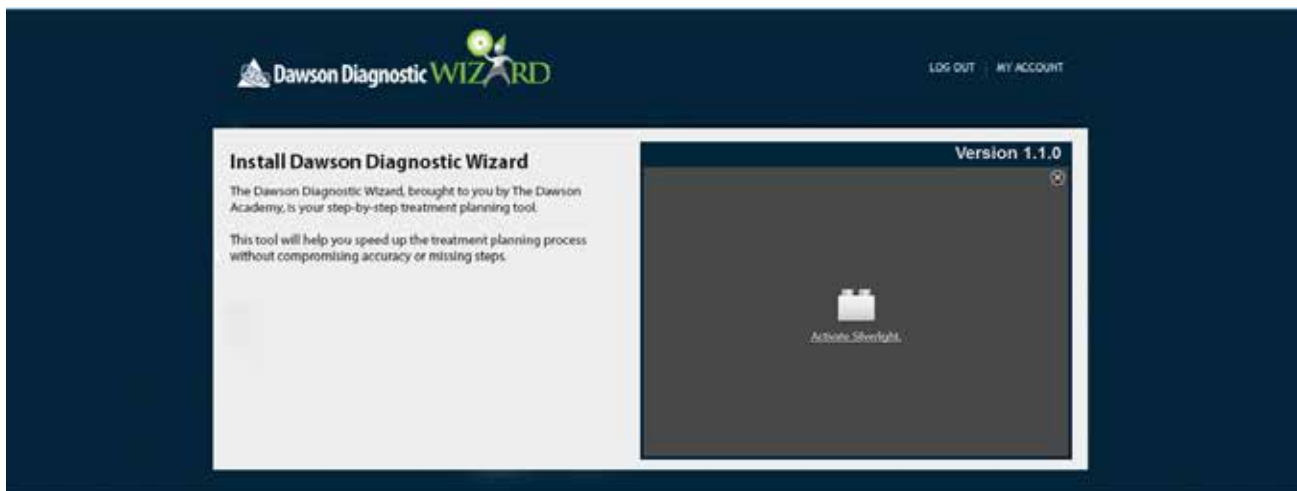 Dawson Diagnostic WIZARD
LOG OUT | MY ACCOUNT
Install Dawson Diagnostic Wizard
Version 1.1.0
The Dawson Diagnostic Wizard, brought to you by The Dawson
Academy, is your step-by-step treatment planning tool.
This tool will help you speed up the treatment planning process
without compromising accuracy or missing steps.
Activate Silverlight.